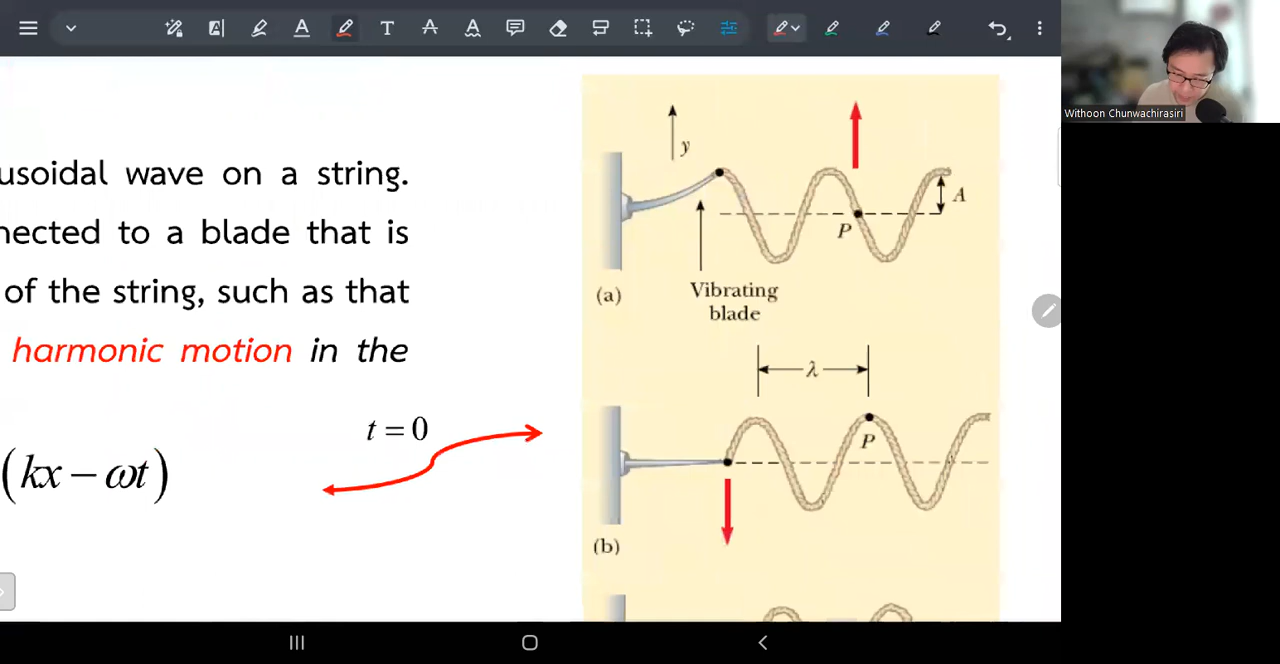 usoidal wave on a string.
nected to a blade that is
of the string, such as that
harmonic motion in the
t = 0
(kx − ωt)
y
A
P
(a)
Vibrating
blade
λ
P
(b)
Withoon Chunwachirasiri